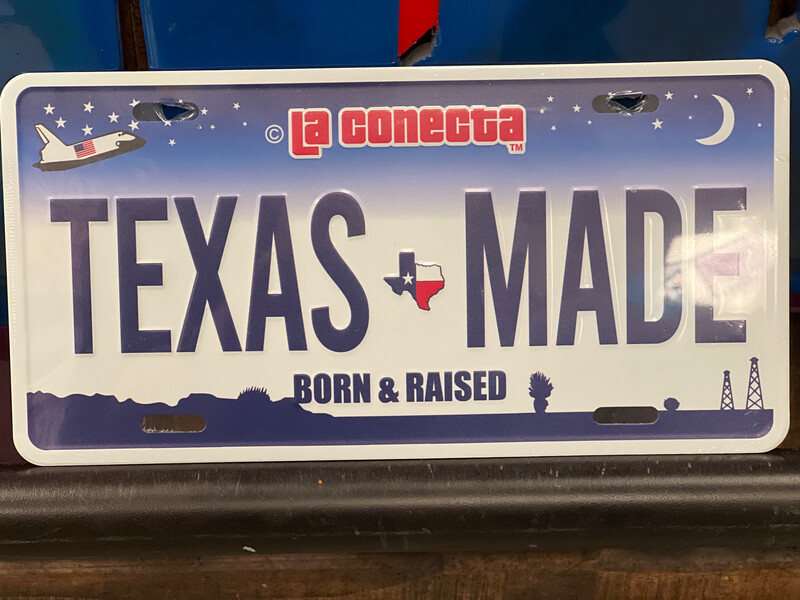 © La Conecta TM
TEXAS MADE
BORN & RAISED